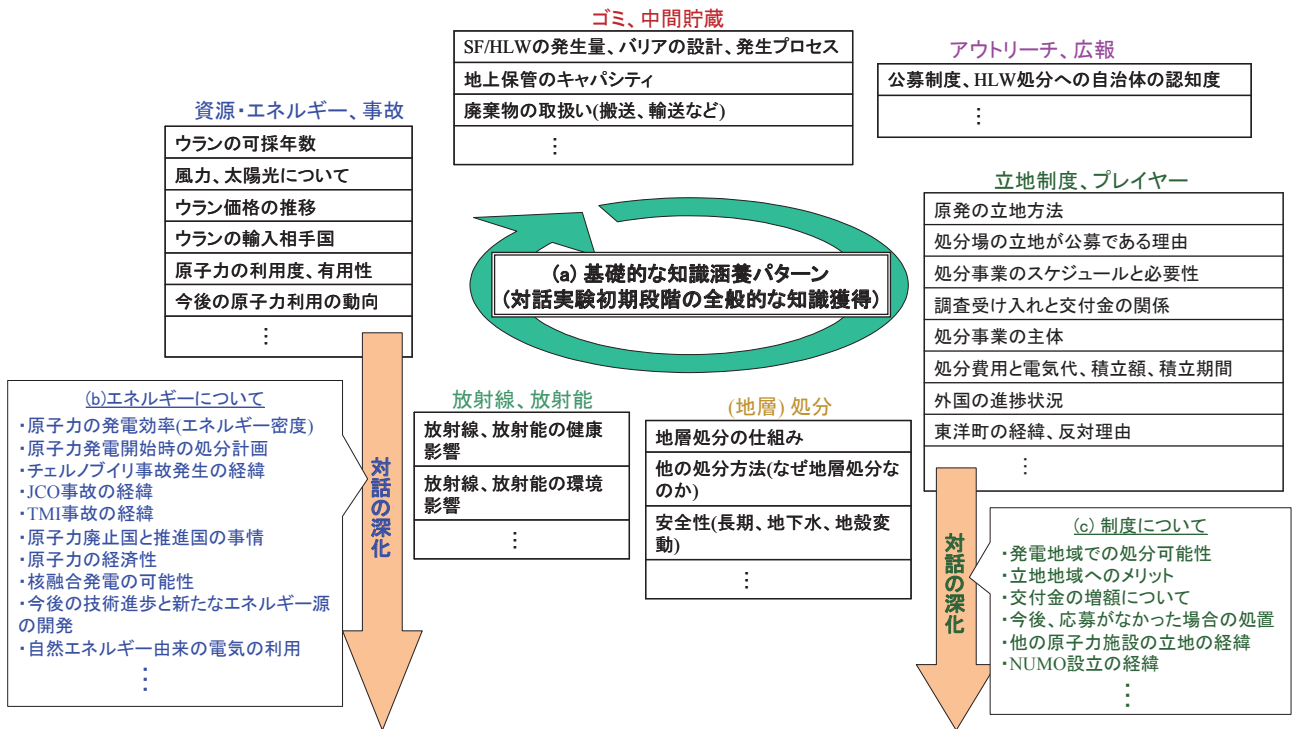 ゴミ、中間貯蔵
SF/HLWの発生量、バリアの設計、発生プロセス
地上保管のキャパシティ
廃棄物の取扱い(搬送、輸送など)
⋮
アウトリーチ、広報
公募制度、HLW処分への自治体の認知度
⋮
資源・エネルギー、事故
ウランの可採年数
風力、太陽光について
ウラン価格の推移
ウランの輸入相手国
原子力の利用度、有用性
今後の原子力利用の動向
⋮
立地制度、プレイヤー
原発の立地方法
処分場の立地が公募である理由
処分事業のスケジュールと必要性
調査受け入れと交付金の関係
処分事業の主体
処分費用と電気代、積立額、積立期間
外国の進捗状況
東洋町の経緯、反対理由
⋮
(a) 基礎的な知識涵養パターン
(対話実験初期段階の全般的な知識獲得)
放射線、放射能
放射線、放射能の健康
影響
放射線、放射能の環境
影響
⋮
(地層) 処分
地層処分の仕組み
他の処分方法(なぜ地層処分な
のか)
安全性(長期、地下水、地殻変
動)
⋮
(b)エネルギーについて
・原子力の発電効率(エネルギー密度)
・原子力発電開始時の処分計画
・チェルノブイリ事故発生の経緯
・JCO事故の経緯
・TMI事故の経緯
・原子力廃止国と推進国の事情
・原子力の経済性
・核融合発電の可能性
・今後の技術進歩と新たなエネルギー源
の開発
・自然エネルギー由来の電気の利用
⋮
対話の深化
対話の深化
(c) 制度について
・発電地域での処分可能性
・立地地域へのメリット
・交付金の増額について
・今後、応募がなかった場合の処置
・他の原子力施設の立地の経緯
・NUMO設立の経緯
⋮